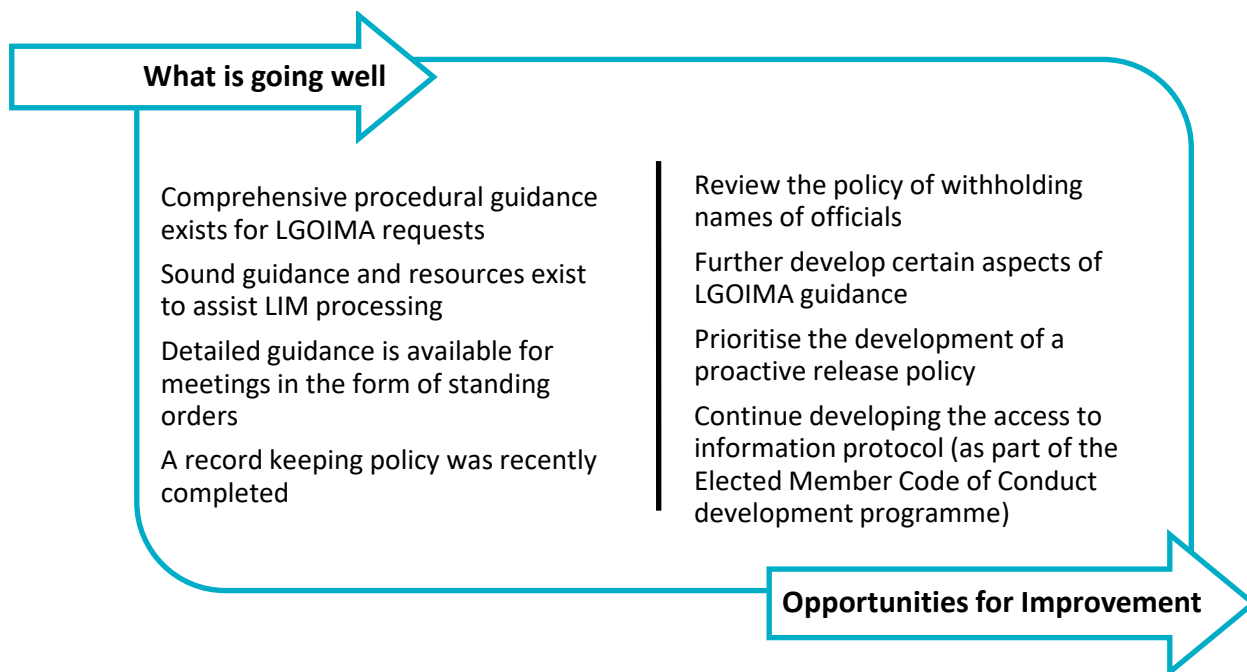 What is going well
Comprehensive procedural guidance
exists for LGOIMA requests
Sound guidance and resources exist
to assist LIM processing
Detailed guidance is available for
meetings in the form of standing
orders
A record keeping policy was recently
completed
Review the policy of withholding
names of officials
Further develop certain aspects of
LGOIMA guidance
Prioritise the development of a
proactive release policy
Continue developing the access to
information protocol (as part of the
Elected Member Code of Conduct
development programme)
Opportunities for Improvement